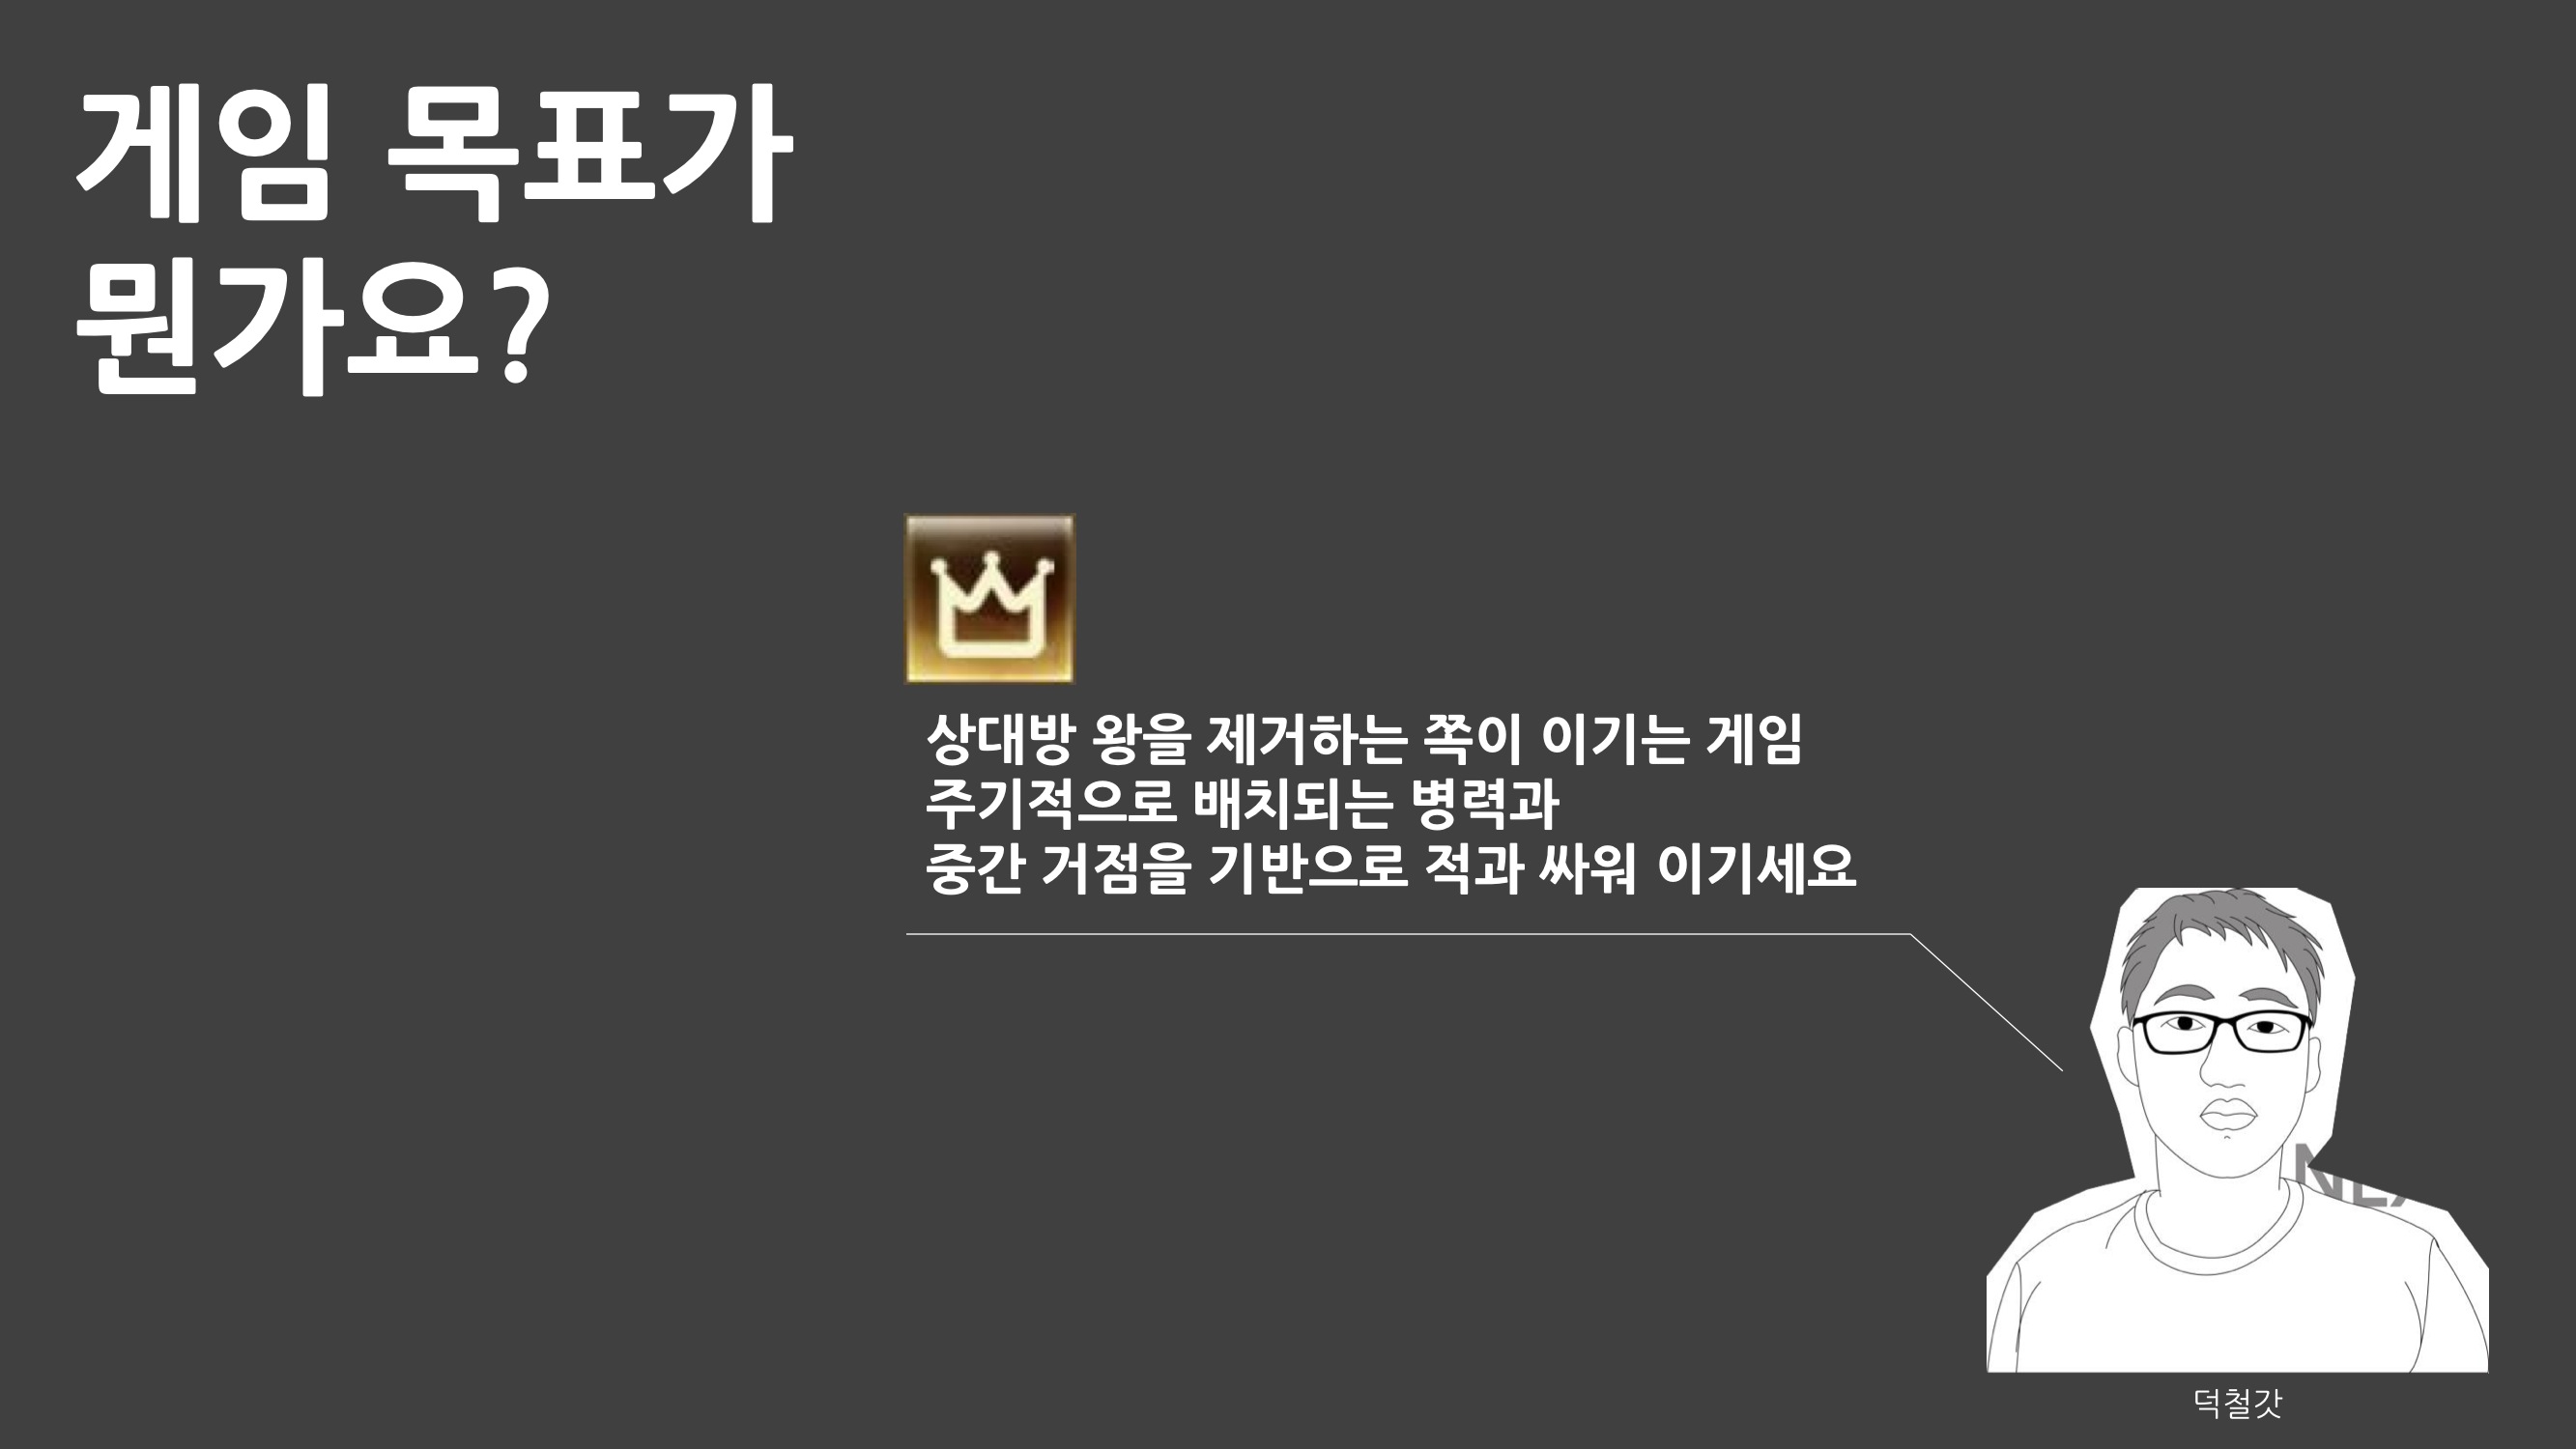 게임 목표가
뭔가요?
상대방 왕을 제거하는 쪽이 이기는 게임
주기적으로 배치되는 병력과
중간 거점을 기반으로 적과 싸워 이기세요
덕철갓